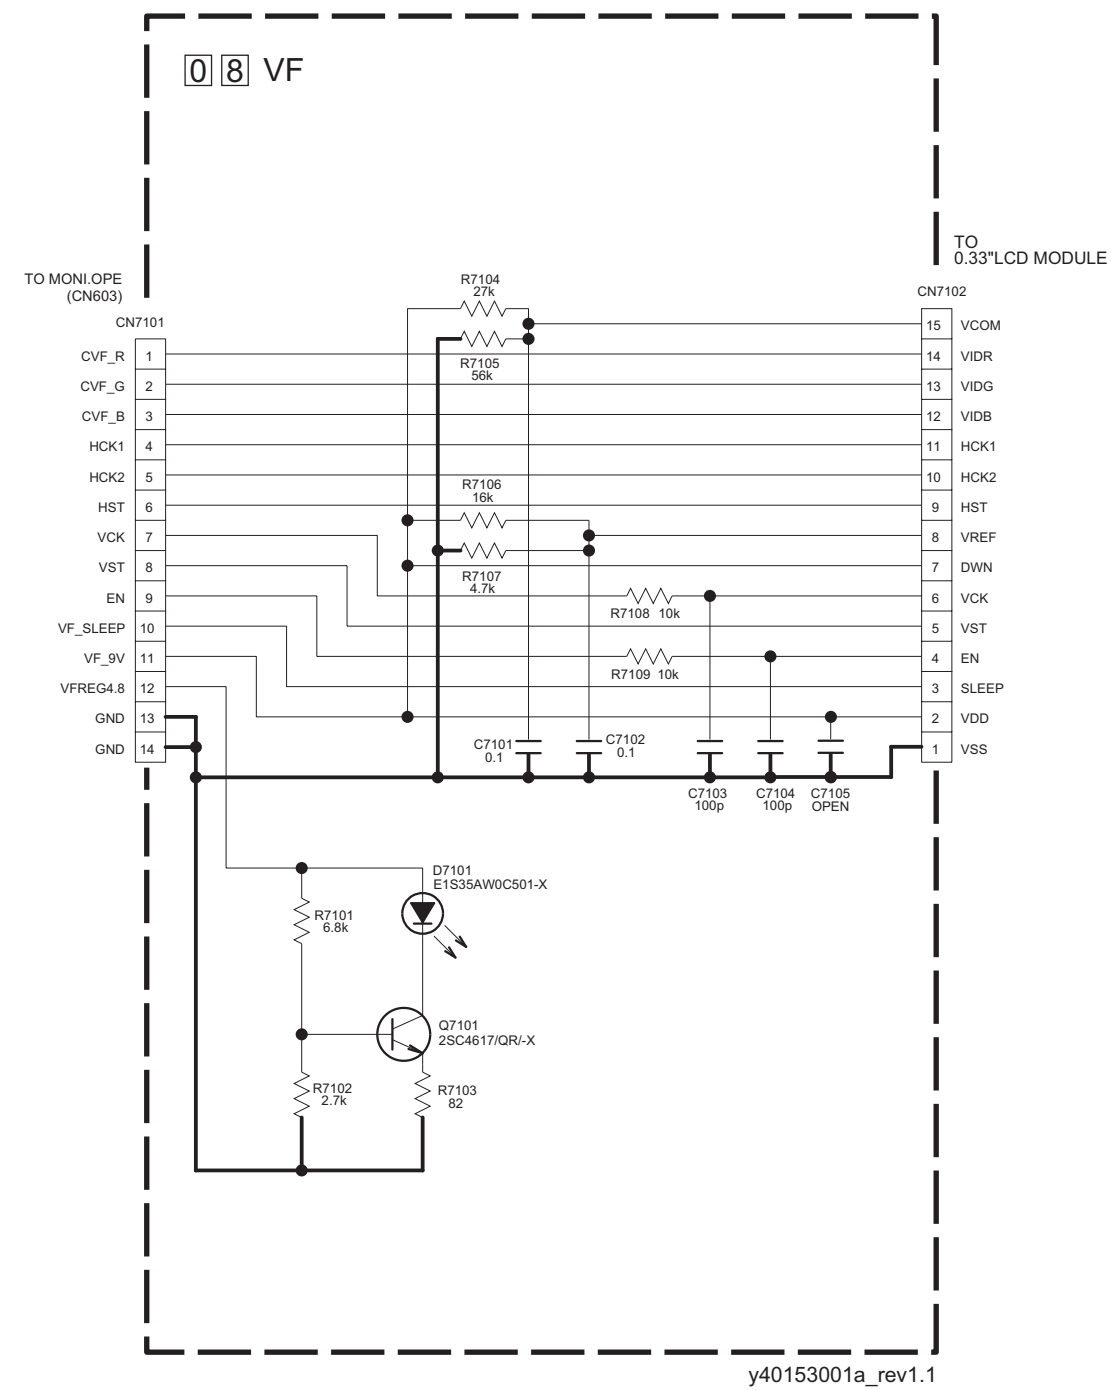 0 8 VF
TO
0.33"LCD MODULE
TO MONI.OPE
(CN603)
CN7101
CN7102
R7104
27k
R7105
56k
15 VCOM
CVF_R 1
14 VIDR
CVF_G 2
13 VIDG
CVF_B 3
12 VIDB
HCK1 4
11 HCK1
HCK2 5
10 HCK2
R7106
16k
HST 6
9 HST
VCK 7
8 VREF
VST 8
7 DWN
R7107
4.7k
EN 9
6 VCK
R7108 10k
VF_SLEEP 10
5 VST
VF_9V 11
4 EN
R7109 10k
VFREG4.8 12
3 SLEEP
GND 13
2 VDD
GND 14
1 VSS
C7101
0.1
C7102
0.1
C7103
100p
C7104
100p
C7105
OPEN
D7101
E1S35AW0C501-X
R7101
6.8k
Q7101
2SC4617/QR/-X
R7102
2.7k
R7103
82
y40153001a_rev1.1